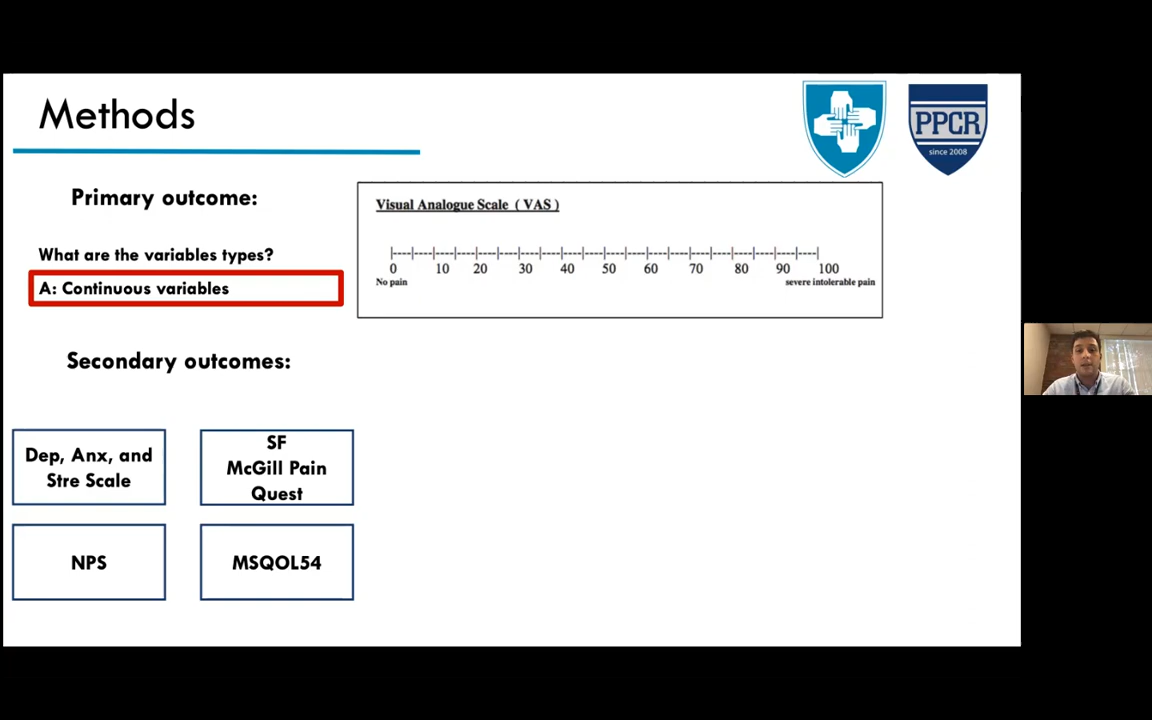 Methods
PPCR
since 2008
Primary outcome:
Visual Analogue Scale ( VAS )
What are the variables types?
A: Continuous variables
0 10 20 30 40 50 60 70 80 90 100
No pain severe intolerable pain
Secondary outcomes:
Dep, Anx, and
Stre Scale
SF
McGill Pain
Quest
NPS
MSQOL54